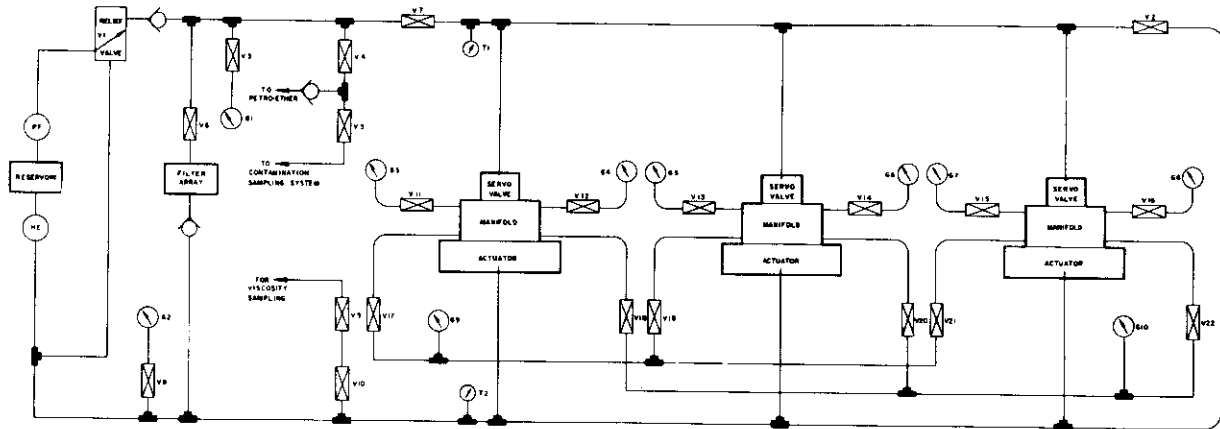 RELIEF
V1
VALVE
V7
V2
V3
V4
T1
TO
PETRO-ETHER
PF
V6
G1
V5
RESERVOIR
FILTER
ARRAY
TO
CONTAMINATION
SAMPLING SYSTEM
G3
V11
SERVO
VALVE
V12
G4
G5
V13
SERVO
VALVE
V14
G6
G7
V15
SERVO
VALVE
V16
G8
HE
MANIFOLD
MANIFOLD
MANIFOLD
ACTUATOR
ACTUATOR
ACTUATOR
FOR
VISCOSITY
SAMPLING
G2
V9
V17
G9
V19
V20
V21
G10
V22
V8
V10
T2